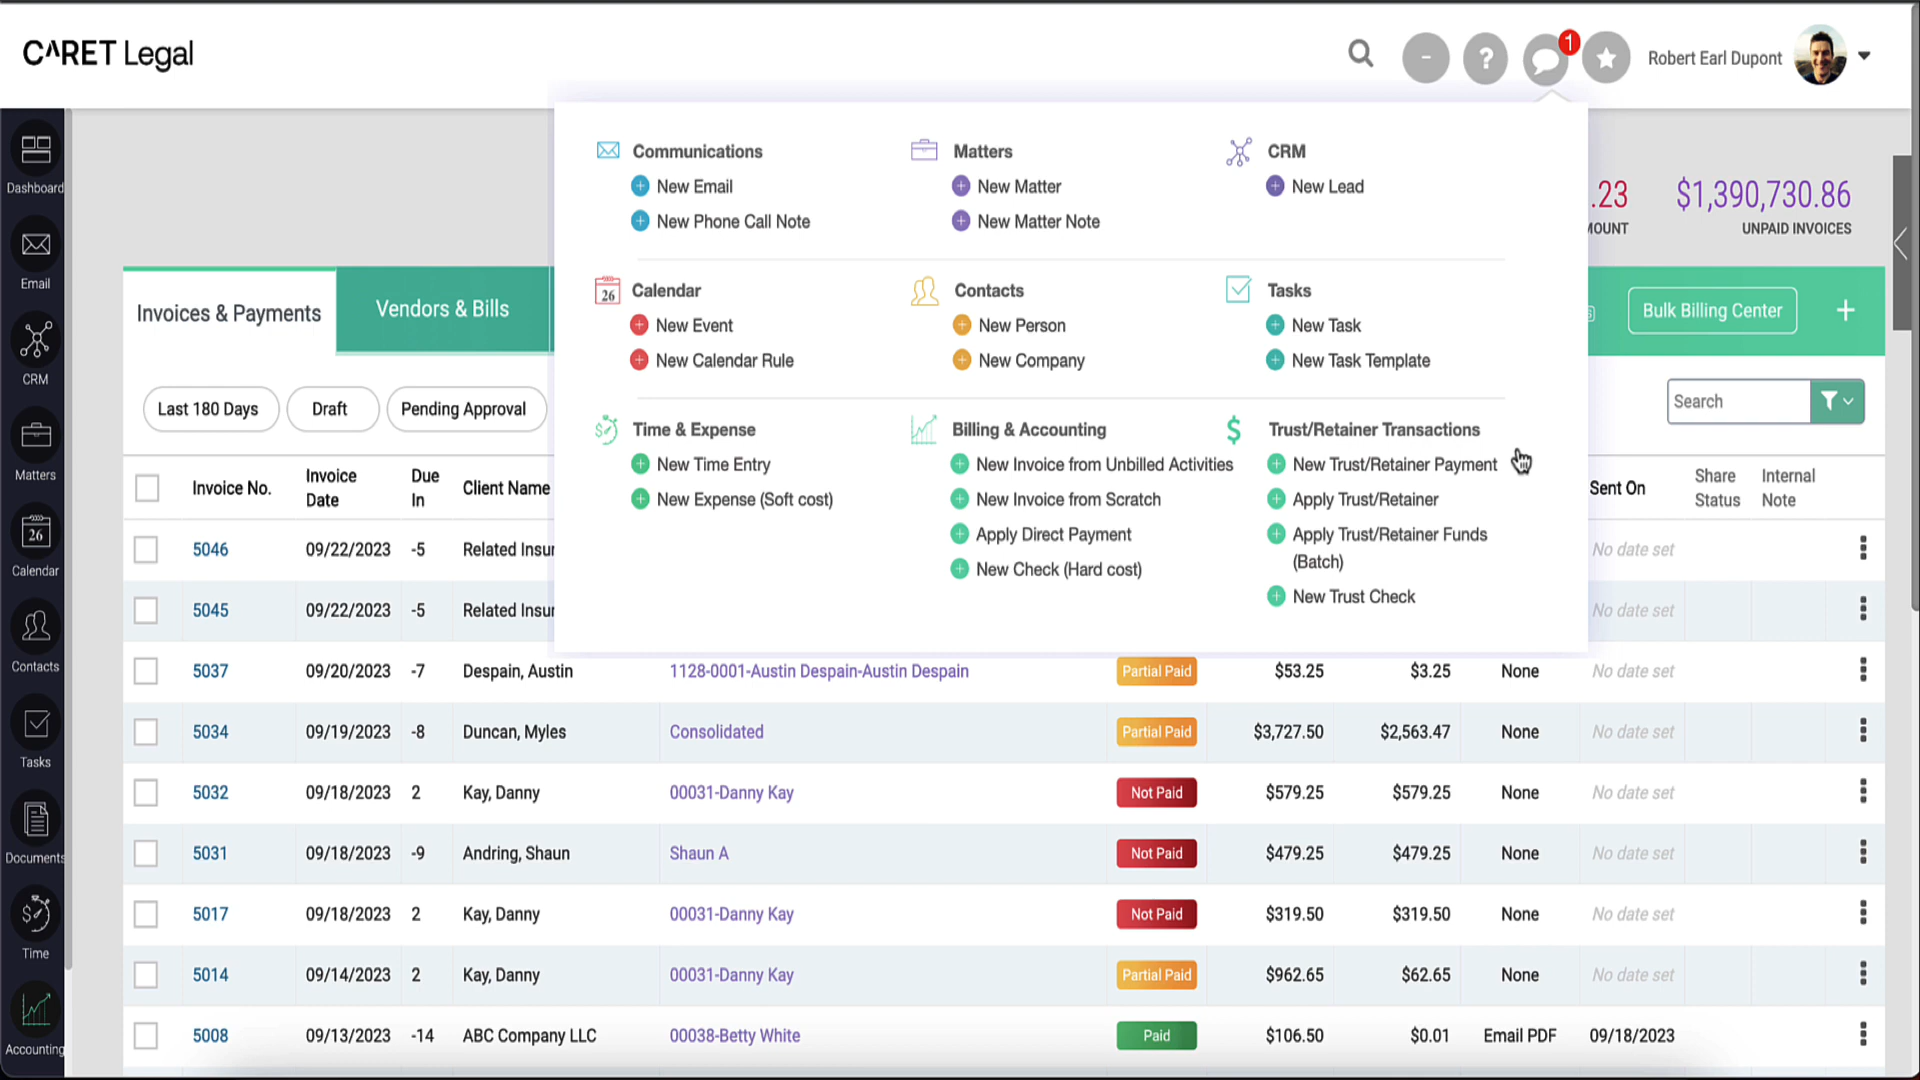 CARET Legal
-
?
1
Robert Earl Dupont
Communications
New Email
New Phone Call Note
Matters
New Matter
New Matter Note
CRM
New Lead
Calendar
26
New Event
New Calendar Rule
Contacts
New Person
New Company
Tasks
New Task
New Task Template
Time & Expense
New Time Entry
New Expense (Soft cost)
Billing & Accounting
New Invoice from Unbilled Activities
New Invoice from Scratch
Apply Direct Payment
New Check (Hard cost)
Trust/Retainer Transactions
New Trust/Retainer Payment
Apply Trust/Retainer
Apply Trust/Retainer Funds
(Batch)
New Trust Check
Dashboard
Email
CRM
Matters
26
Calendar
Contacts
Tasks
Documents
Time
Accounting
.23
$1,390,730.86
UNPAID INVOICES
Invoices & Payments
Vendors & Bills
Bulk Billing Center
+
Last 180 Days
Draft
Pending Approval
Search
Invoice No. Invoice Date Due In Client Name Sent On Share Status Internal Note
5046 09/22/2023 -5 Related Insur No date set
5045 09/22/2023 -5 Related Insur No date set
5037 09/20/2023 -7 Despain, Austin 1128-0001-Austin Despain-Austin Despain Partial Paid $53.25 $3.25 None No date set
5034 09/19/2023 -8 Duncan, Myles Consolidated Partial Paid $3,727.50 $2,563.47 None No date set
5032 09/18/2023 2 Kay, Danny 00031-Danny Kay Not Paid $579.25 $579.25 None No date set
5031 09/18/2023 -9 Andring, Shaun Shaun A Not Paid $479.25 $479.25 None No date set
5017 09/18/2023 2 Kay, Danny 00031-Danny Kay Not Paid $319.50 $319.50 None No date set
5014 09/14/2023 2 Kay, Danny 00031-Danny Kay Partial Paid $962.65 $62.65 None No date set
5008 09/13/2023 -14 ABC Company LLC 00038-Betty White Paid $106.50 $0.01 Email PDF 09/18/2023